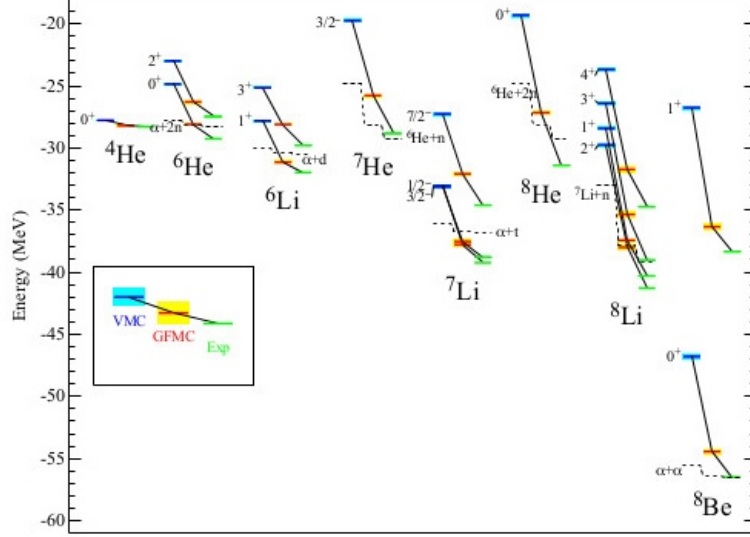 Energy (MeV)
-20
-25
-30
-35
-40
-45
-50
-55
-60
0⁺
⁴He
2⁺
0⁺
α+2n
⁶He
3⁺
1⁺
α+d
⁶Li
3/2⁻
⁶He+n
⁷He
7/2⁻
1/2⁻
3/2⁻
α+t
⁷Li
0⁺
⁶He+2n
⁸He
4⁺
3⁺
1⁺
2⁺
⁷Li+n
⁸Li
1⁺
0⁺
α+α
⁸Be
VMC
GFMC
Exp